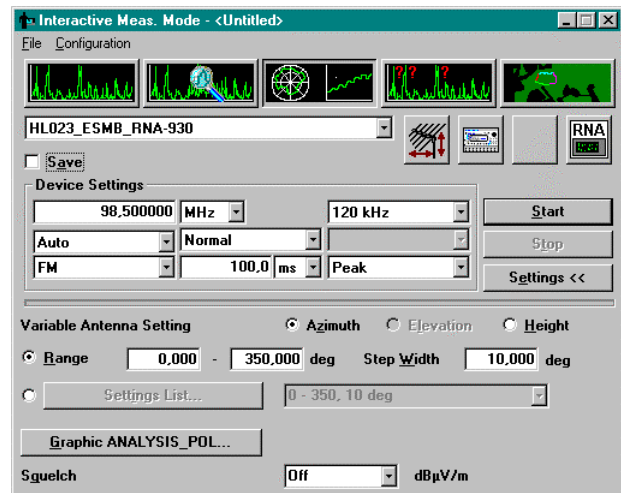 Interactive Meas. Mode - <Untitled>
File Configuration
? ? ?
HL023_ESMB_RNA-930
RNA
Save
Device Settings
98,500000 MHz 120 kHz Start
Auto Normal Stop
FM 100,0 ms Peak Settings <<
Variable Antenna Setting Azimuth Elevation Height
Range 0,000 - 350,000 deg Step Width 10,000 deg
Settings List... 0 - 350, 10 deg
Graphic ANALYSIS_POL...
Squelch Off dBµV/m